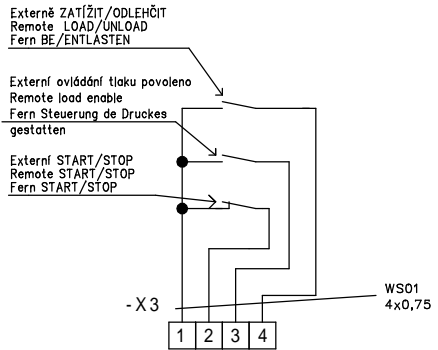 Externě ZATÍŽIT/ODLEHČIT
Remote LOAD/UNLOAD
Fern BE/ENTLASTEN
Externí ovládání tlaku povoleno
Remote load enable
Fern Steuerung de Druckes
gestatten
Externí START/STOP
Remote START/STOP
Fern START/STOP
-X3
WS01
4x0,75
1 2 3 4